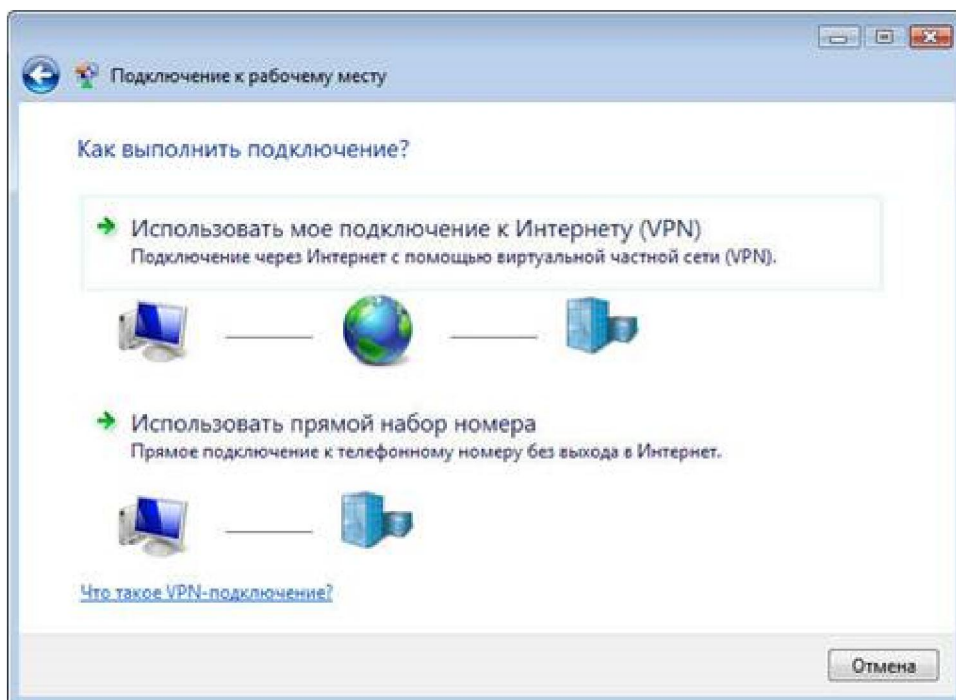 Подключение к рабочему месту
Как выполнить подключение?
Использовать мое подключение к Интернету (VPN)
Подключение через Интернет с помощью виртуальной частной сети (VPN).
Использовать прямой набор номера
Прямое подключение к телефонному номеру без выхода в Интернет.
Что такое VPN-подключение?
Отмена